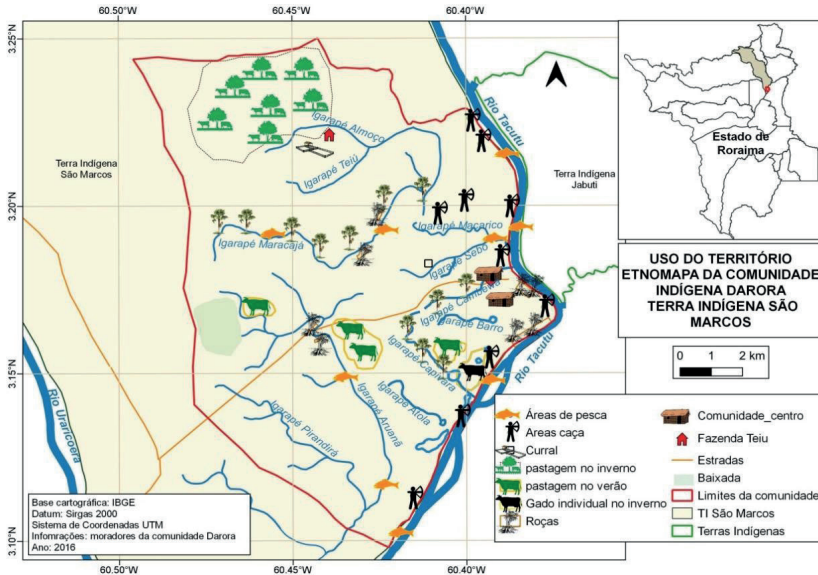 60.50°W
60.45°W
60.40°W
3.25°N
3.20°N
3.15°N
3.10°N
60.50°W
60.45°W
60.40°W
Terra Indígena
São Marcos
Igarapé Almoço
Igarapé Teiú
Rio Tacutu
Terra Indígena
Jabuti
Igarapé Maçarico
Igarapé Maracajá
Igarapé Sebo
Igarapé Cambeira
Igarapé Barro
Igarapé Capivara
Rio Tacutu
Igarapé Atola
Igarapé Aruanã
Igarapé Pirandirá
Rio Uraricoera
Estado de
Roraima
USO DO TERRITÓRIO
ETNOMAPA DA COMUNIDADE
INDÍGENA DARORA
TERRA INDÍGENA SÃO
MARCOS
0 1 2 km
Áreas de pesca
Areas caça
Curral
pastagem no inverno
pastagem no verão
Gado individual no inverno
Roças
Comunidade_centro
Fazenda Teiu
Estradas
Baixada
Limites da comunidade
TI São Marcos
Terras Indígenas
Base cartográfica: IBGE
Datum: Sirgas 2000
Sistema de Coordenadas UTM
Infomrações: moradores da comunidade Darora
Ano: 2016